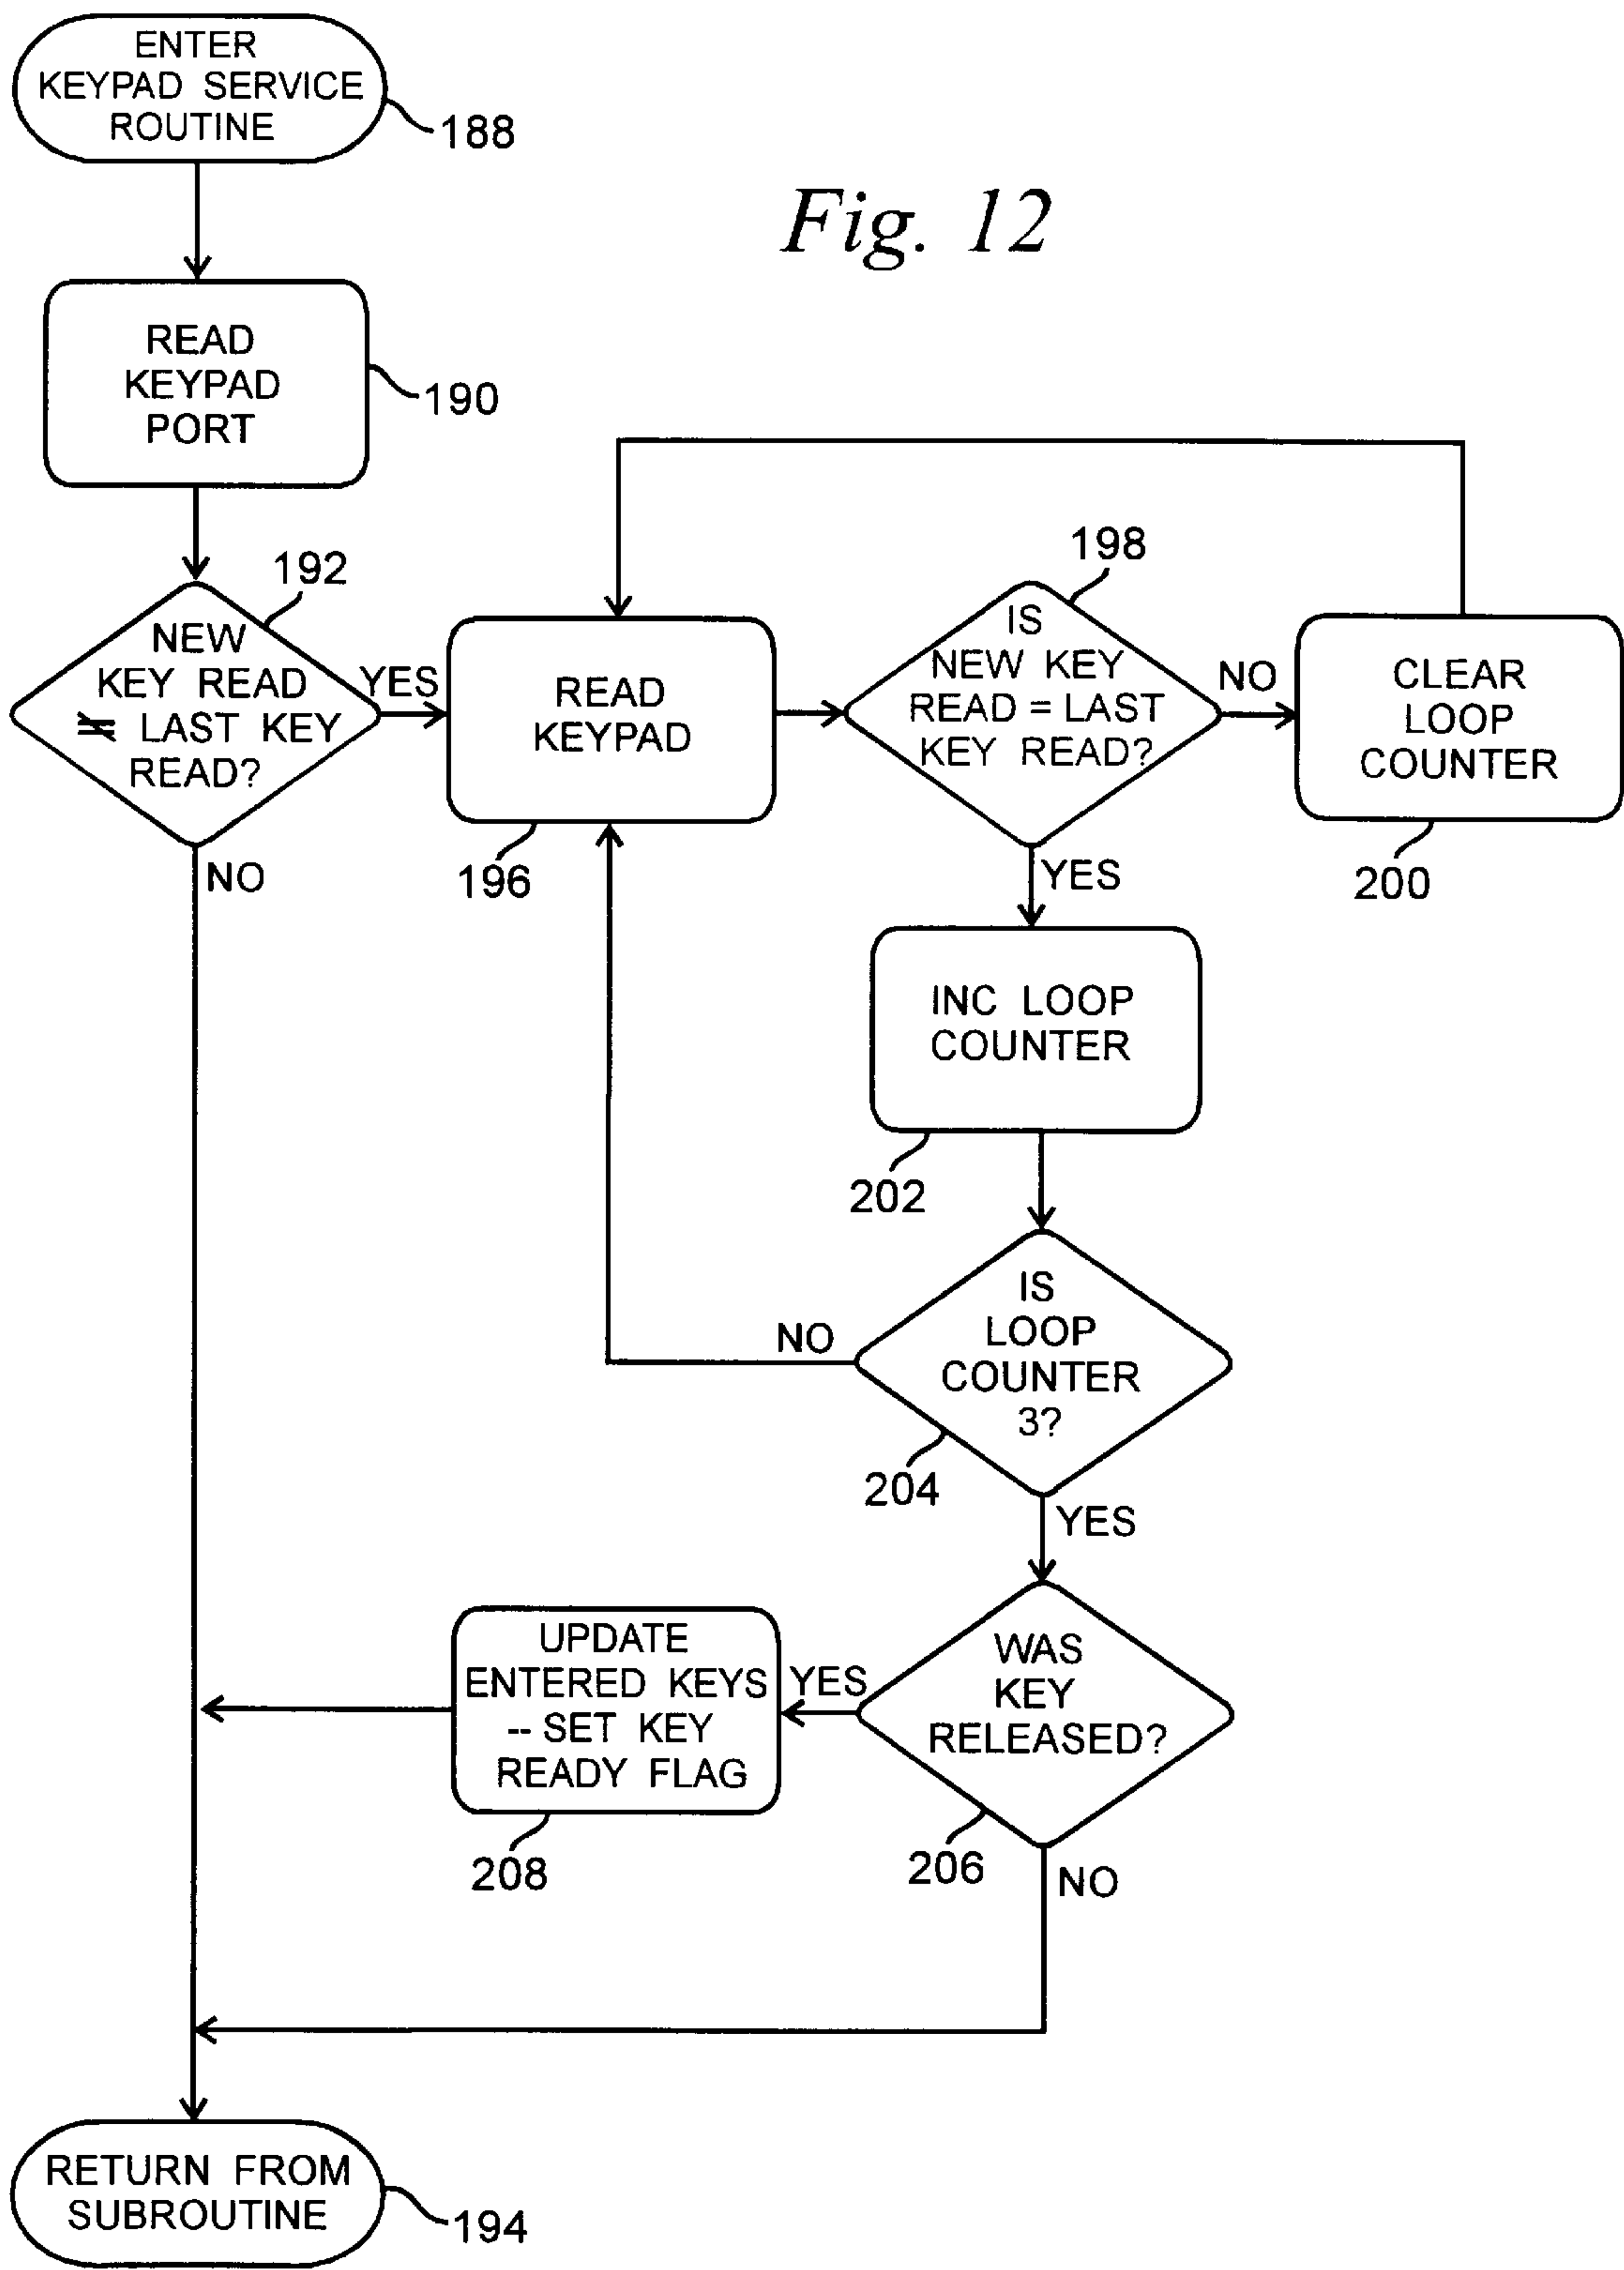 ENTER
KEYPAD SERVICE
ROUTINE
188
Fig. 12
READ
KEYPAD
PORT
190
192
NEW
KEY READ
≠ LAST KEY
READ?
YES
NO
READ
KEYPAD
196
198
IS
NEW KEY
READ = LAST
KEY READ?
NO
YES
CLEAR
LOOP
COUNTER
200
INC LOOP
COUNTER
202
IS
LOOP
COUNTER
3?
NO
204
YES
WAS
KEY
RELEASED?
YES
206
NO
UPDATE
ENTERED KEYS
-- SET KEY
READY FLAG
208
RETURN FROM
SUBROUTINE
194